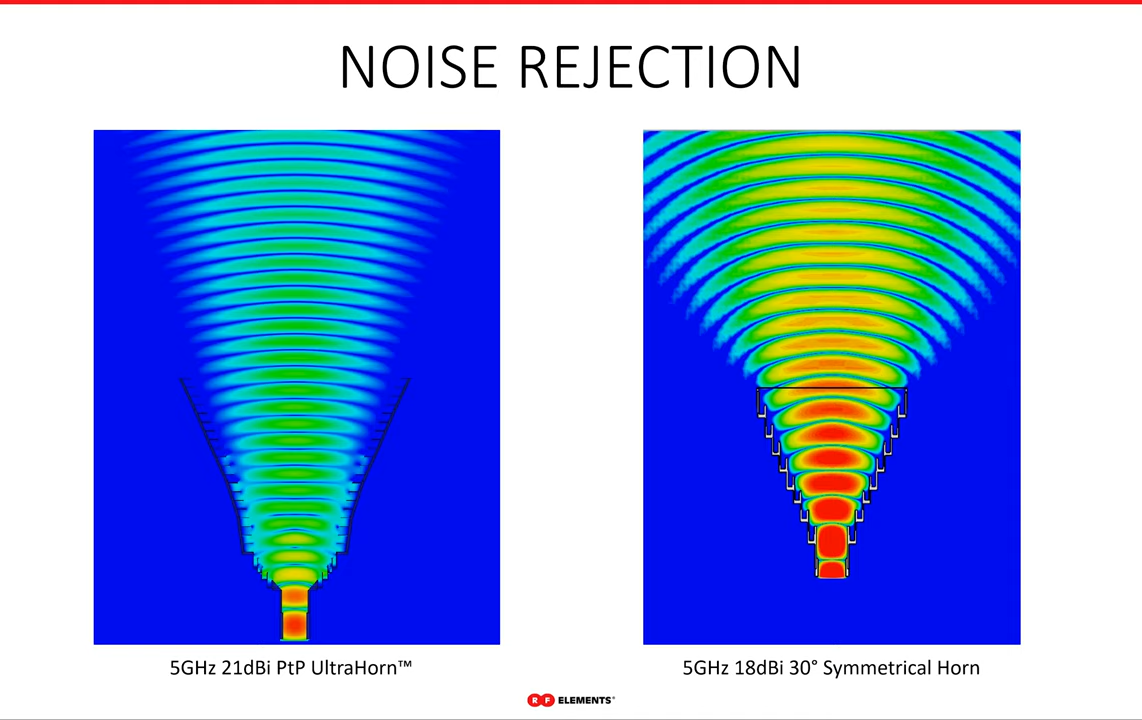 NOISE REJECTION
5GHz 21dBi PtP UltraHorn™
5GHz 18dBi 30° Symmetrical Horn
RF ELEMENTS®